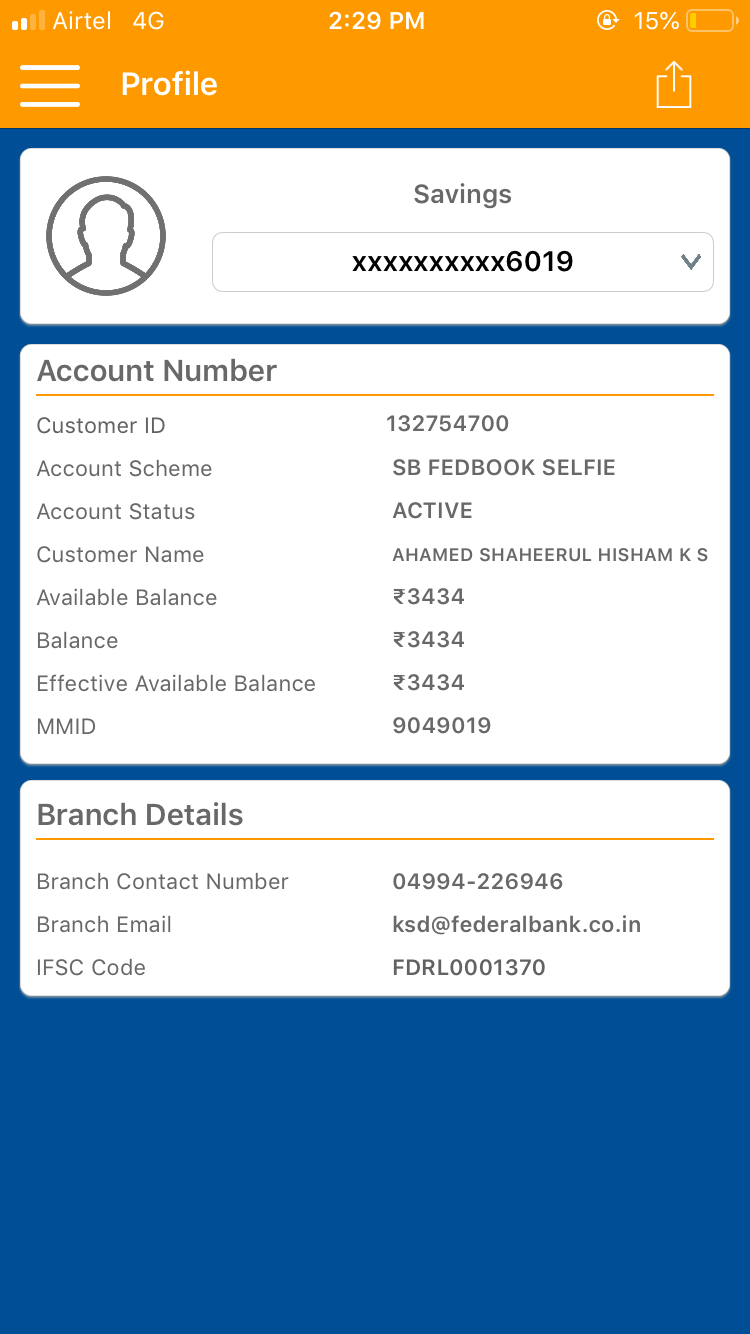 Airtel 4G 2:29 PM 15%
Profile
Savings
xxxxxxxxxx6019
Account Number
Customer ID 132754700
Account Scheme SB FEDBOOK SELFIE
Account Status ACTIVE
Customer Name AHAMED SHAHEERUL HISHAM K S
Available Balance ₹3434
Balance ₹3434
Effective Available Balance ₹3434
MMID 9049019
Branch Details
Branch Contact Number 04994-226946
Branch Email ksd@federalbank.co.in
IFSC Code FDRL0001370